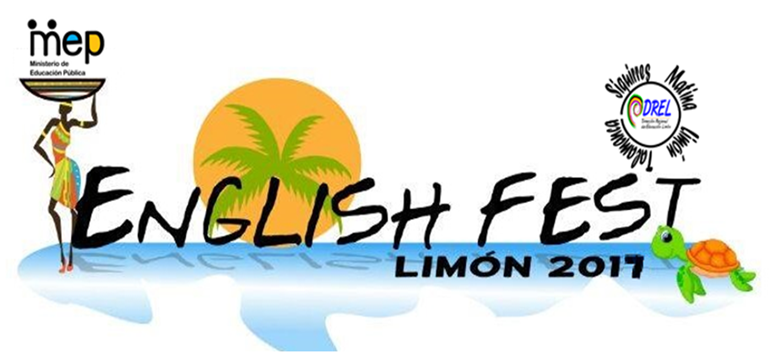 mep
Ministerio de
Educación Pública
Siquirres Matina Limón Talamanca
DREL
ENGLISH FEST
LIMÓN 2017